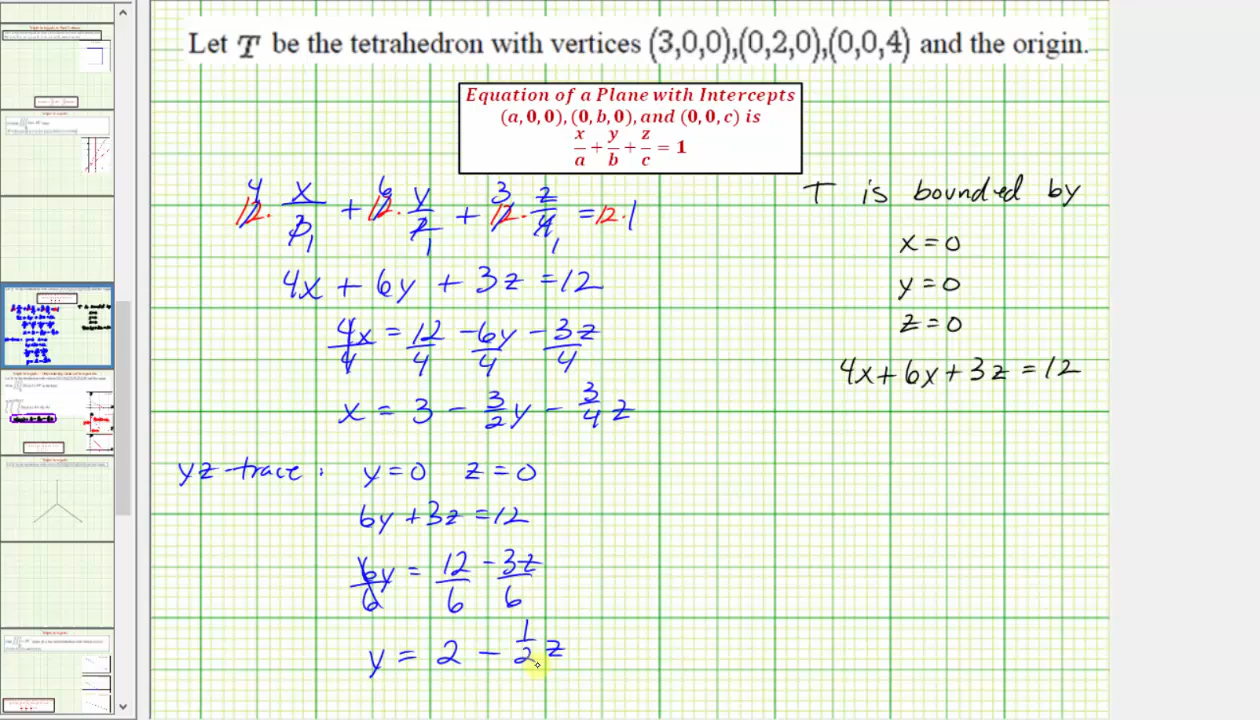 Let T be the tetrahedron with vertices (3,0,0),(0,2,0),(0,0,4) and the origin.
Equation of a Plane with Intercepts
(a, 0, 0), (0, b, 0), and (0, 0, c) is
x/a + y/b + z/c = 1
4 6 3
12 · x/3 + 12 · y/2 + 12 · z/4 = 12 · 1
1 1 1
4x + 6y + 3z = 12
4x/4 = 12/4 - 6y/4 - 3z/4
x = 3 - 3/2 y - 3/4 z
yz trace: y = 0 z = 0
6y + 3z = 12
6y/6 = 12/6 - 3z/6
y = 2 - 1/2 z
T is bounded by
x = 0
y = 0
z = 0
4x + 6x + 3z = 12